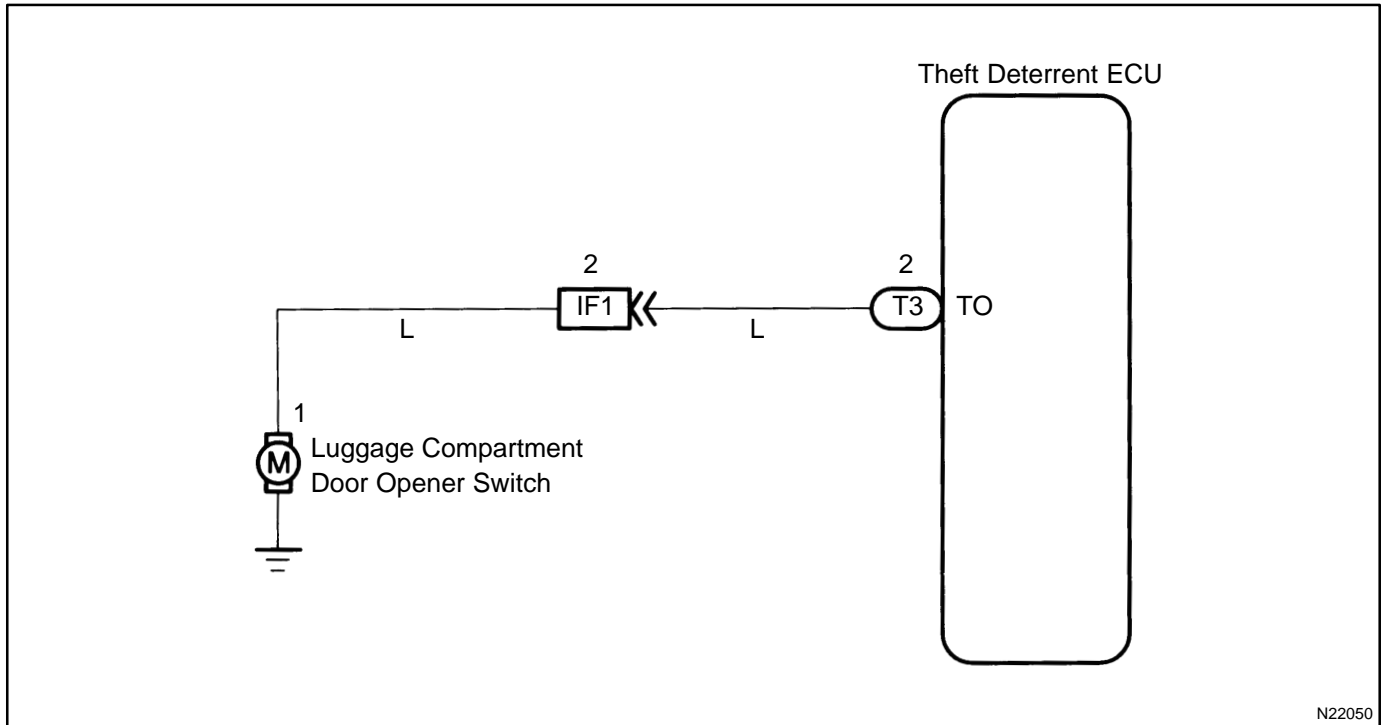 Theft Deterrent ECU
2
2
IF1
T3
TO
L
L
1
M
Luggage Compartment
Door Opener Switch
N22050